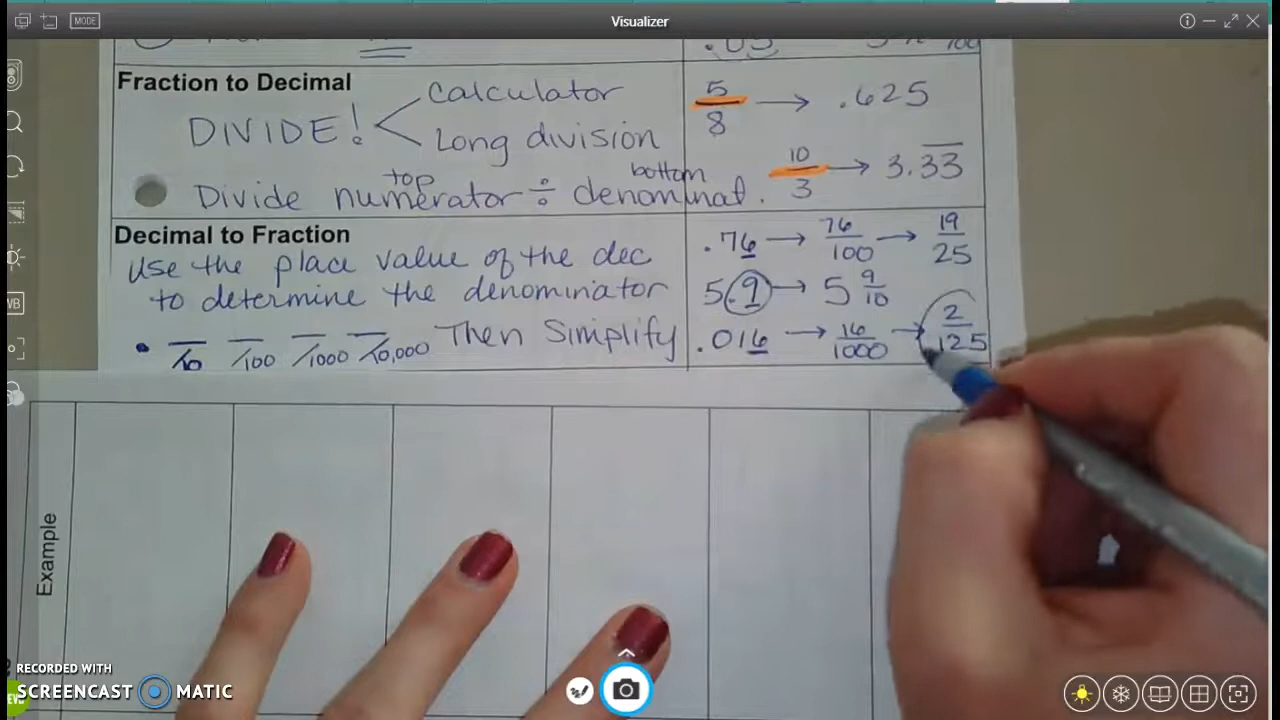 Visualizer
MODE
Fraction to Decimal
DIVIDE!
Calculator
Long division
top
bottom
Divide numerator ÷ denominat.
5/8 → .625
10/3 → 3.33
Decimal to Fraction
Use the place value of the dec
to determine the denominator
/10 /100 /1000 /10,000 Then Simplify
.76 → 76/100 → 19/25
5.9 → 5 9/10
.016 → 16/1000 → 2/125
Example
RECORDED WITH
SCREENCAST MATIC